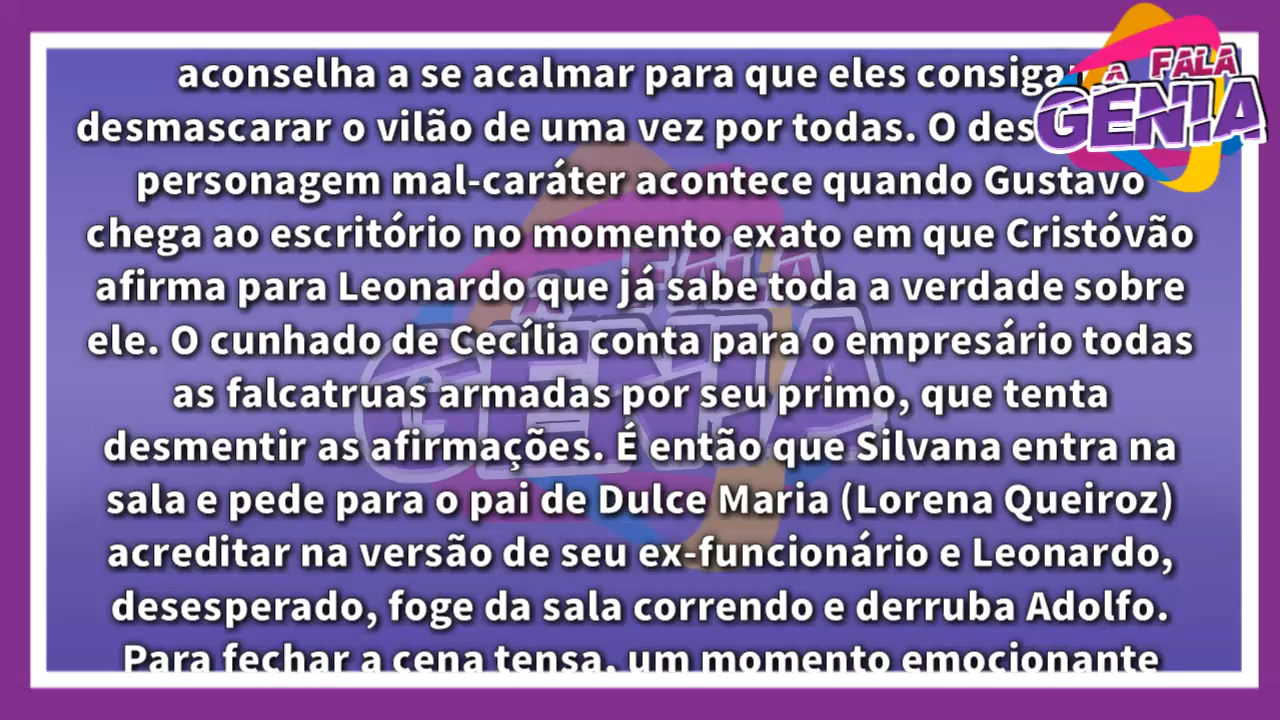 aconselha a se acalmar para que eles consigam
desmascarar o vilão de uma vez por todas. O
personagem mal-caráter acontece quando Gustavo
chega ao escritório no momento exato em que Cristóvão
afirma para Leonardo que já sabe toda a verdade sobre
ele. O cunhado de Cecília conta para o empresário todas
as falcatruas armadas por seu primo, que tenta
desmentir as afirmações. É então que Silvana entra na
sala e pede para o pai de Dulce Maria (Lorena Queiroz)
acreditar na versão de seu ex-funcionário e Leonardo,
desesperado, foge da sala correndo e derruba Adolfo.
Para fechar a cena tensa, um momento emocionante
FALA
GÊNIA